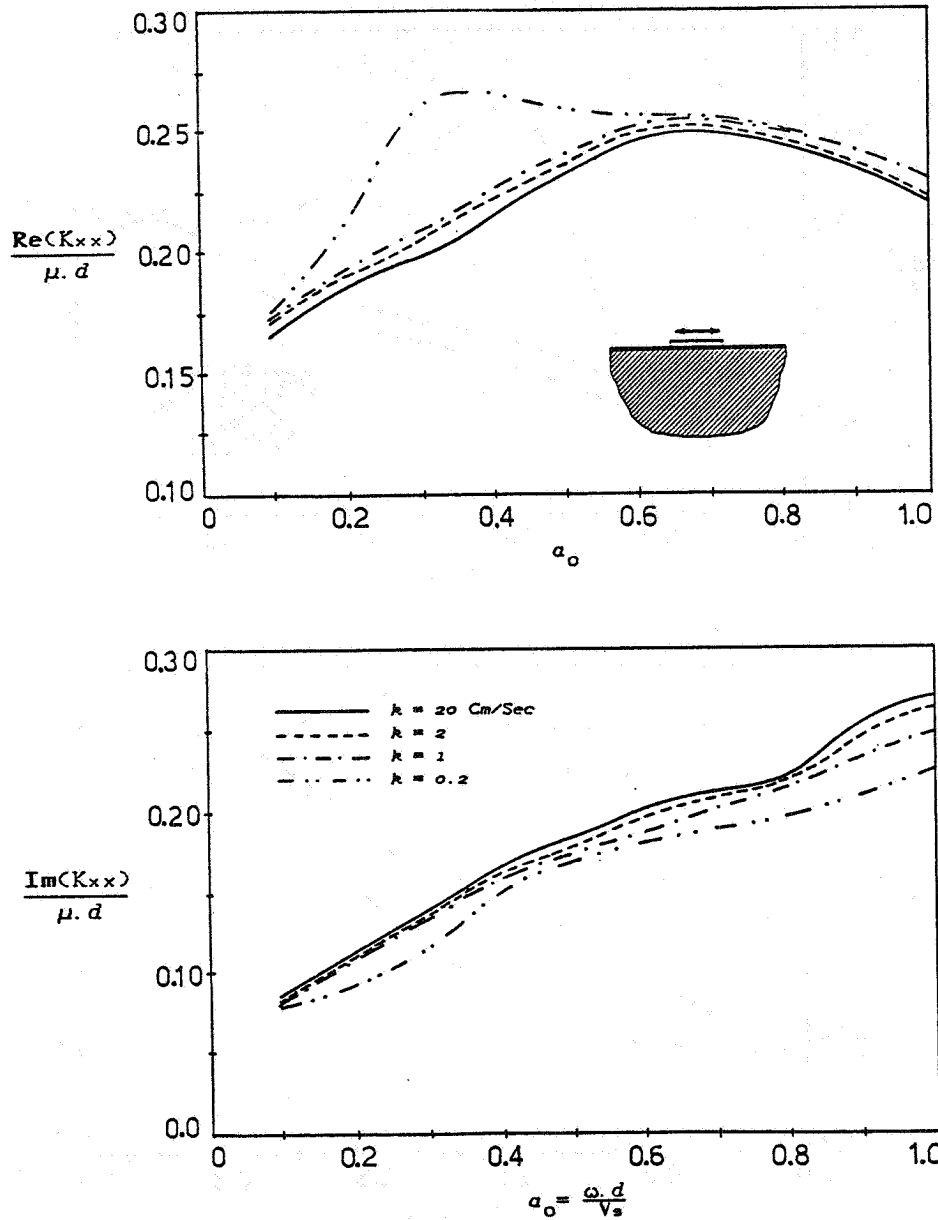 0.30
0.25
Re(Kxx)
μ.d
0.20
0.15
0.10
0
0.2
0.4
0.6
0.8
1.0
a₀
0.30
k = 20 Cm/Sec
k = 2
k = 1
k = 0.2
0.20
Im(Kxx)
μ.d
0.10
0.0
0
0.2
0.4
0.6
0.8
1.0
a₀ = ω.d
Vs